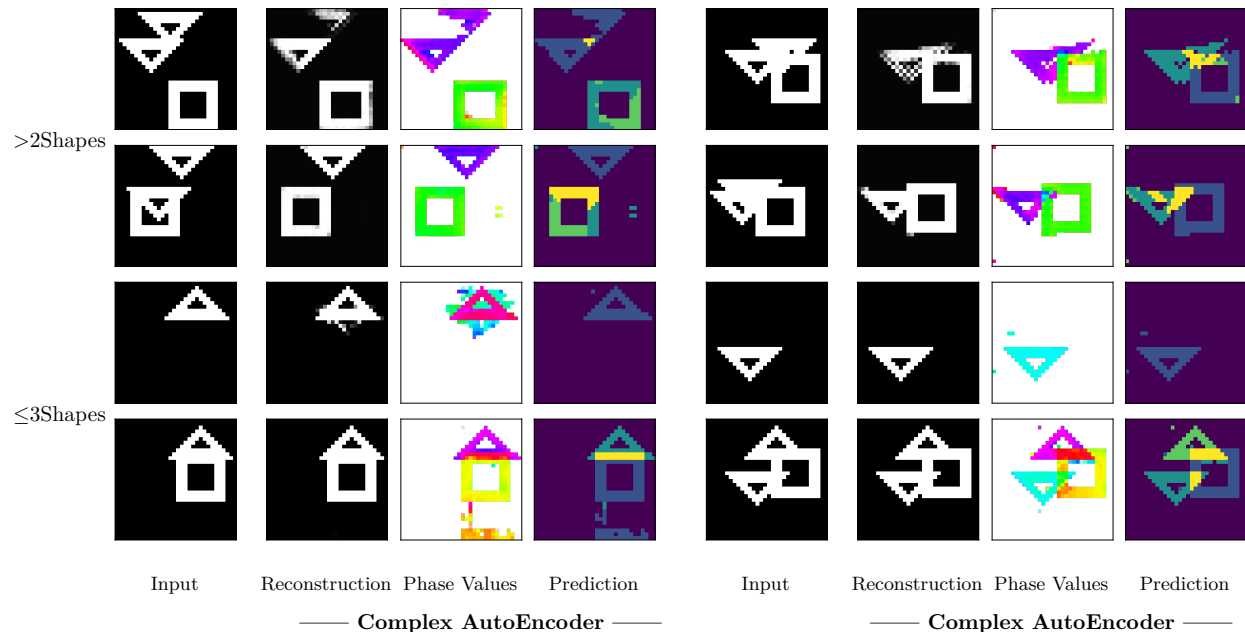 >2Shapes
≤3Shapes
Input Reconstruction Phase Values Prediction Input Reconstruction Phase Values Prediction
Complex AutoEncoder Complex AutoEncoder